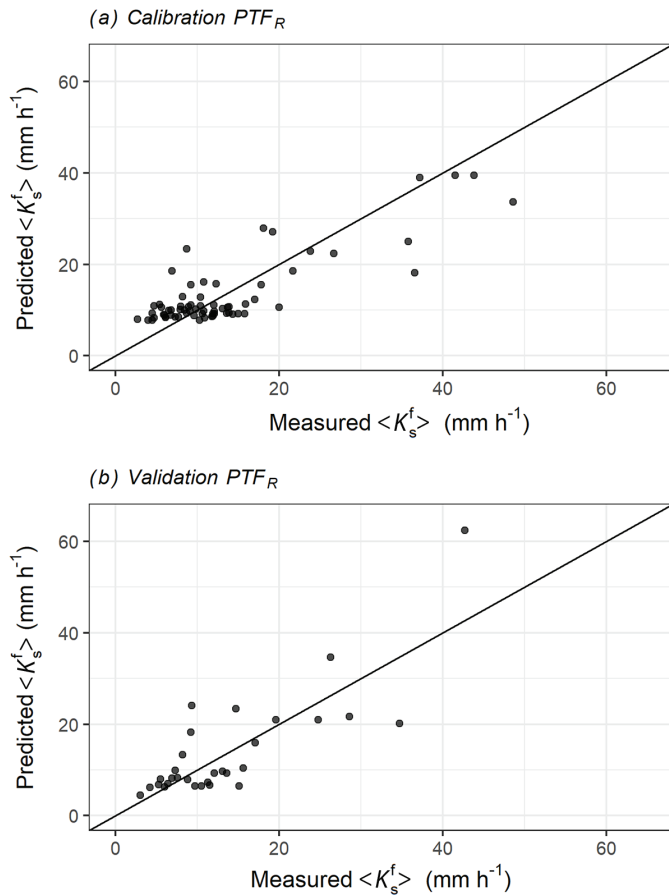 (a) Calibration PTF_R
60
40
20
0
Predicted <K_s^f> (mm h^-1)
0 20 40 60
Measured <K_s^f> (mm h^-1)
(b) Validation PTF_R
60
40
20
0
Predicted <K_s^f> (mm h^-1)
0 20 40 60
Measured <K_s^f> (mm h^-1)